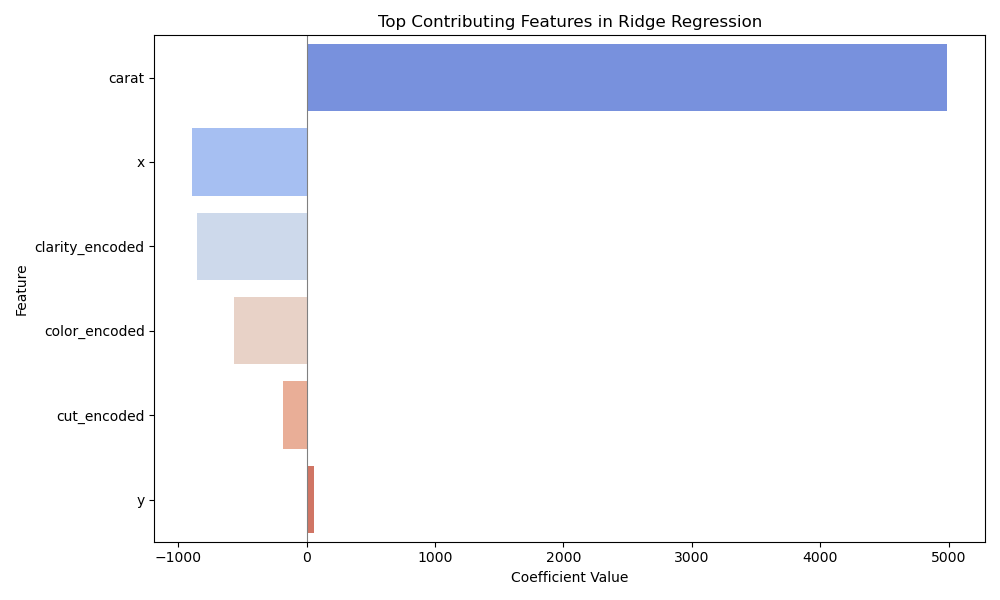 Top Contributing Features in Ridge Regression
carat
x
clarity_encoded
color_encoded
cut_encoded
y
Feature
−1000
0
1000
2000
3000
4000
5000
Coefficient Value